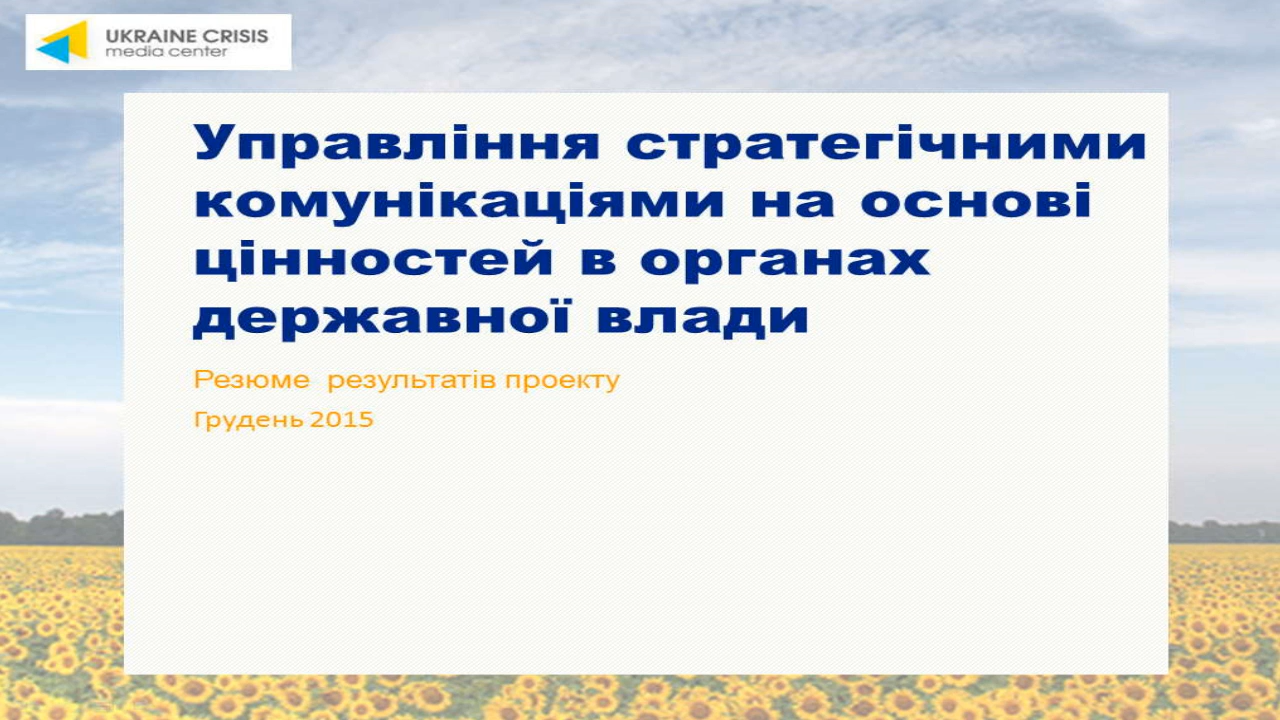 UKRAINE CRISIS
media center
Управління стратегічними
комунікаціями на основі
цінностей в органах
державної влади
Резюме результатів проекту
Грудень 2015